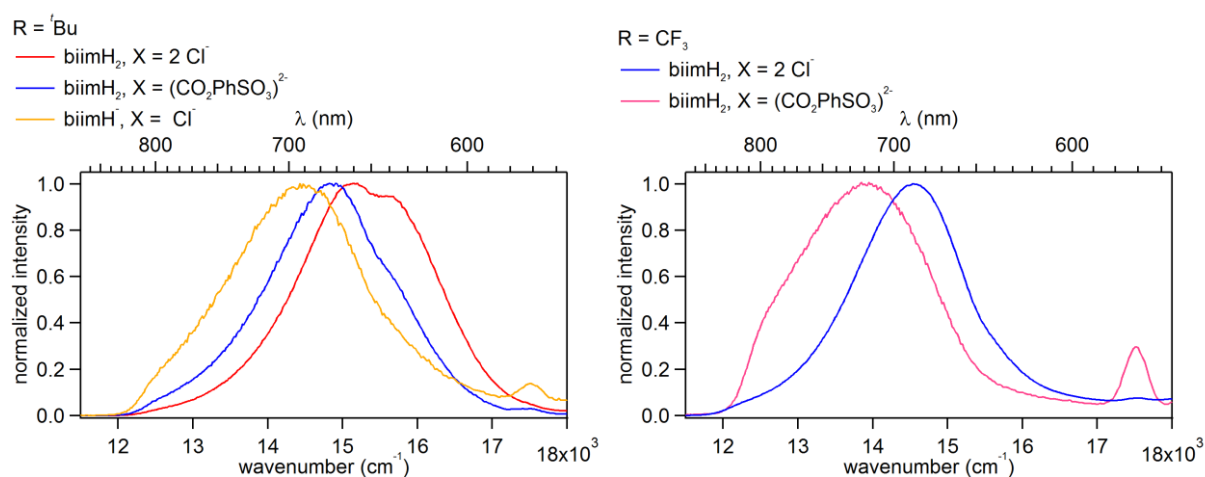 R = ᵗBu
biimH₂, X = 2 Cl⁻
biimH₂, X = (CO₂PhSO₃)²⁻
biimH⁻, X = Cl⁻
λ (nm)
800 700 600
1.0
0.8
0.6
0.4
0.2
0.0
normalized intensity
12 13 14 15 16 17 18x10³
wavenumber (cm⁻¹)
R = CF₃
biimH₂, X = 2 Cl⁻
biimH₂, X = (CO₂PhSO₃)²⁻
λ (nm)
800 700 600
1.0
0.8
0.6
0.4
0.2
0.0
normalized intensity
12 13 14 15 16 17 18x10³
wavenumber (cm⁻¹)